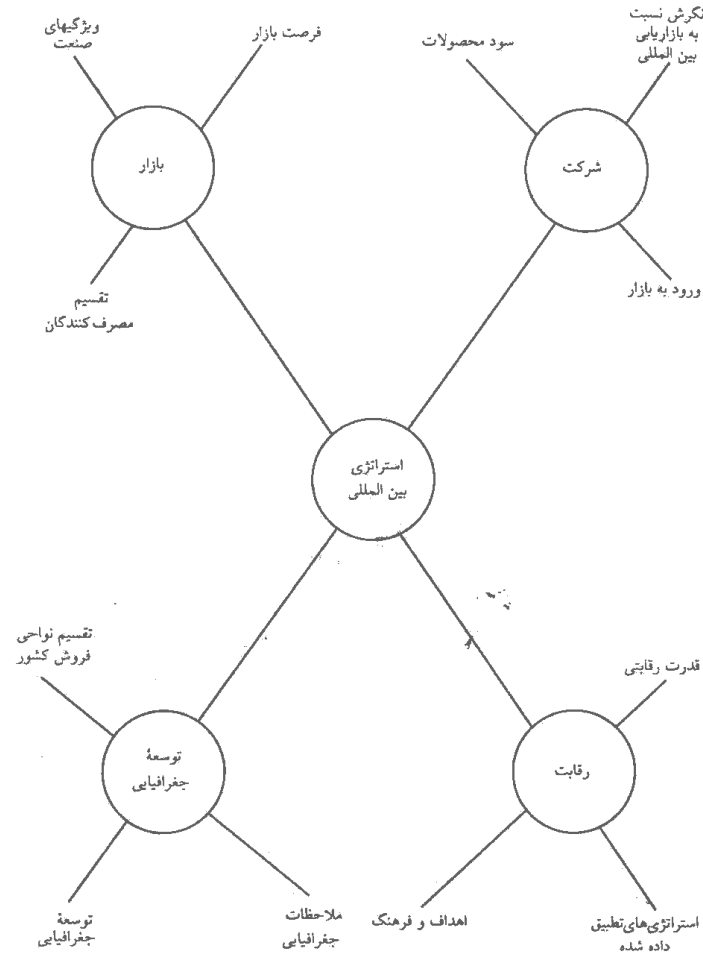 نگرش نسبت
به بازاریابی
بین المللی
سود محصولات
شرکت
ورود به بازار
فرصت بازار
ویژگیهای
صنعت
بازار
تقسیم
مصرف کنندگان
استراتژی
بین المللی
قدرت رقابتی
رقابت
استراتژی‌های تطبیق
داده شده
اهداف و فرهنگ
تقسیم نواحی
فروش کشور
توسعهٔ
جغرافیایی
ملاحظات
جغرافیایی
توسعهٔ
جغرافیایی